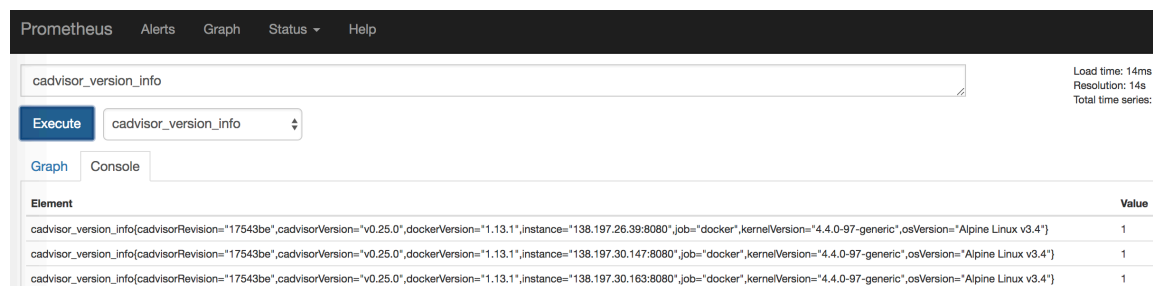 Prometheus Alerts Graph Status Help
cadvisor_version_info
Load time: 14ms
Resolution: 14s
Total time series:
Execute cadvisor_version_info
Graph Console
Element Value
cadvisor_version_info{cadvisorRevision="17543be",cadvisorVersion="v0.25.0",dockerVersion="1.13.1",instance="138.197.26.39:8080",job="docker",kernelVersion="4.4.0-97-generic",osVersion="Alpine Linux v3.4"} 1
cadvisor_version_info{cadvisorRevision="17543be",cadvisorVersion="v0.25.0",dockerVersion="1.13.1",instance="138.197.30.147:8080",job="docker",kernelVersion="4.4.0-97-generic",osVersion="Alpine Linux v3.4"} 1
cadvisor_version_info{cadvisorRevision="17543be",cadvisorVersion="v0.25.0",dockerVersion="1.13.1",instance="138.197.30.163:8080",job="docker",kernelVersion="4.4.0-97-generic",osVersion="Alpine Linux v3.4"} 1